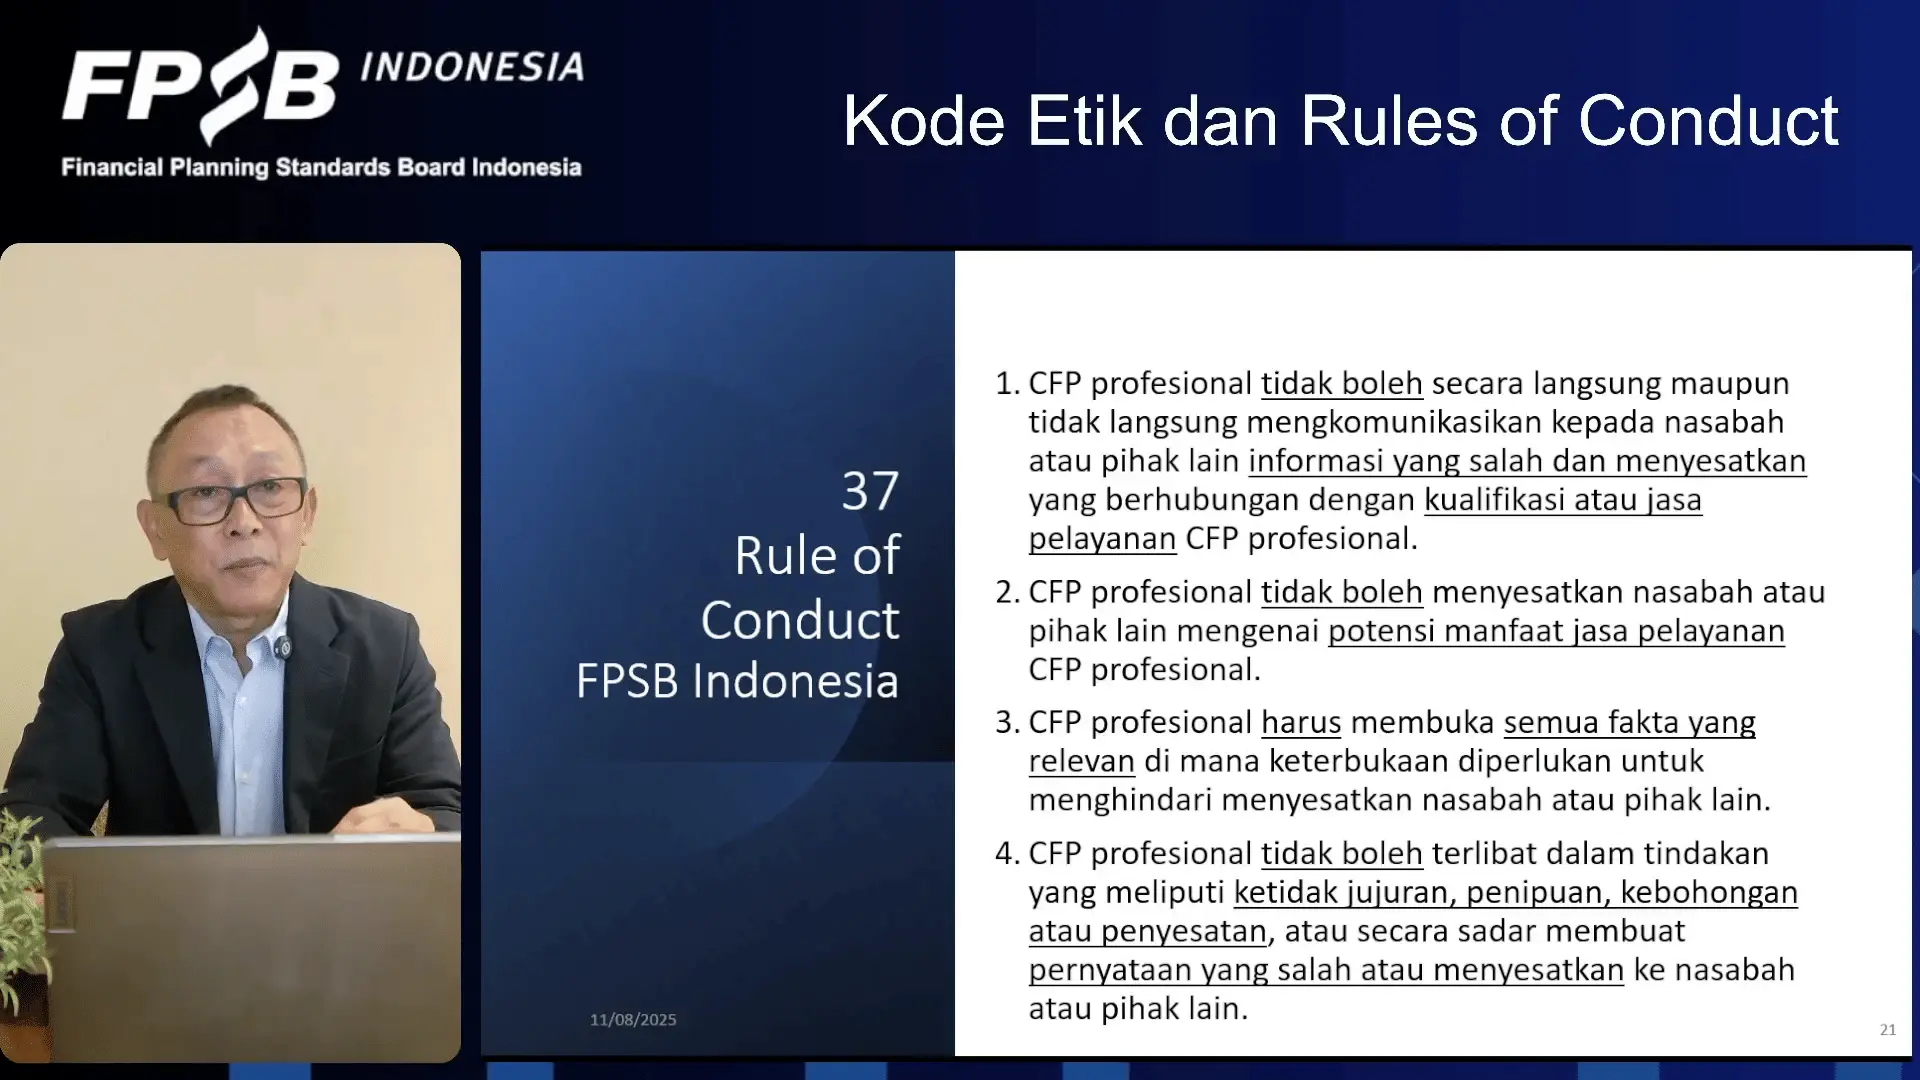 FPSB INDONESIA
Financial Planning Standards Board Indonesia
Kode Etik dan Rules of Conduct
37
Rule of
Conduct
FPSB Indonesia
11/08/2025
1. CFP profesional tidak boleh secara langsung maupun
tidak langsung mengkomunikasikan kepada nasabah
atau pihak lain informasi yang salah dan menyesatkan
yang berhubungan dengan kualifikasi atau jasa
pelayanan CFP profesional.
2. CFP profesional tidak boleh menyesatkan nasabah atau
pihak lain mengenai potensi manfaat jasa pelayanan
CFP profesional.
3. CFP profesional harus membuka semua fakta yang
relevan di mana keterbukaan diperlukan untuk
menghindari menyesatkan nasabah atau pihak lain.
4. CFP profesional tidak boleh terlibat dalam tindakan
yang meliputi ketidak jujuran, penipuan, kebohongan
atau penyesatan, atau secara sadar membuat
pernyataan yang salah atau menyesatkan ke nasabah
atau pihak lain.
21